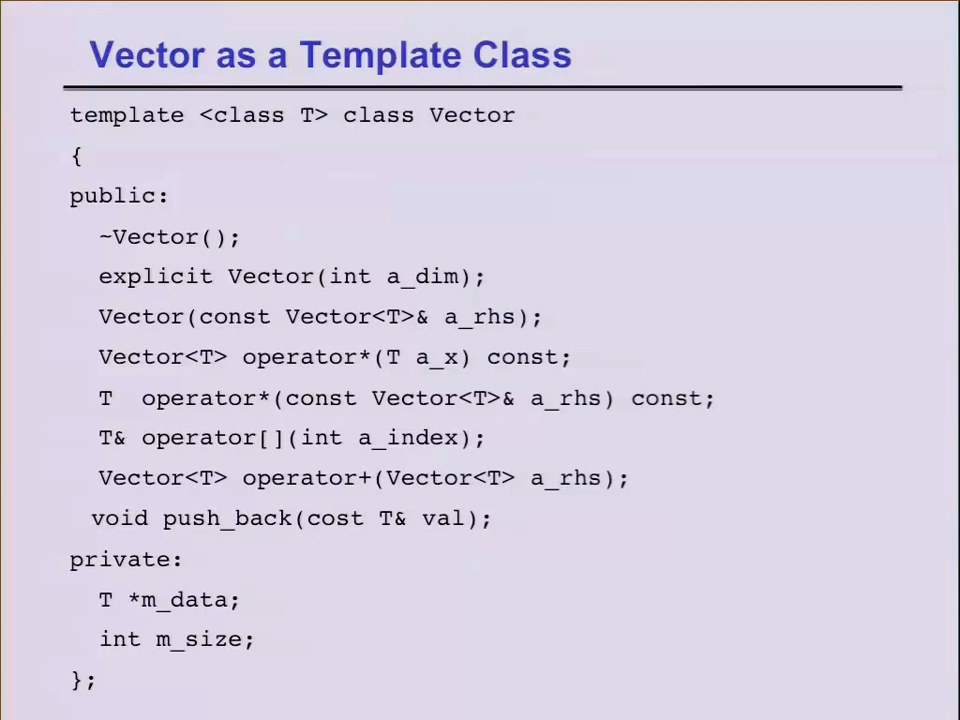 Vector as a Template Class
template <class T> class Vector
{
public:
~Vector();
explicit Vector(int a_dim);
Vector(const Vector<T>& a_rhs);
Vector<T> operator*(T a_x) const;
T operator*(const Vector<T>& a_rhs) const;
T& operator[](int a_index);
Vector<T> operator+(Vector<T> a_rhs);
void push_back(cost T& val);
private:
T *m_data;
int m_size;
};